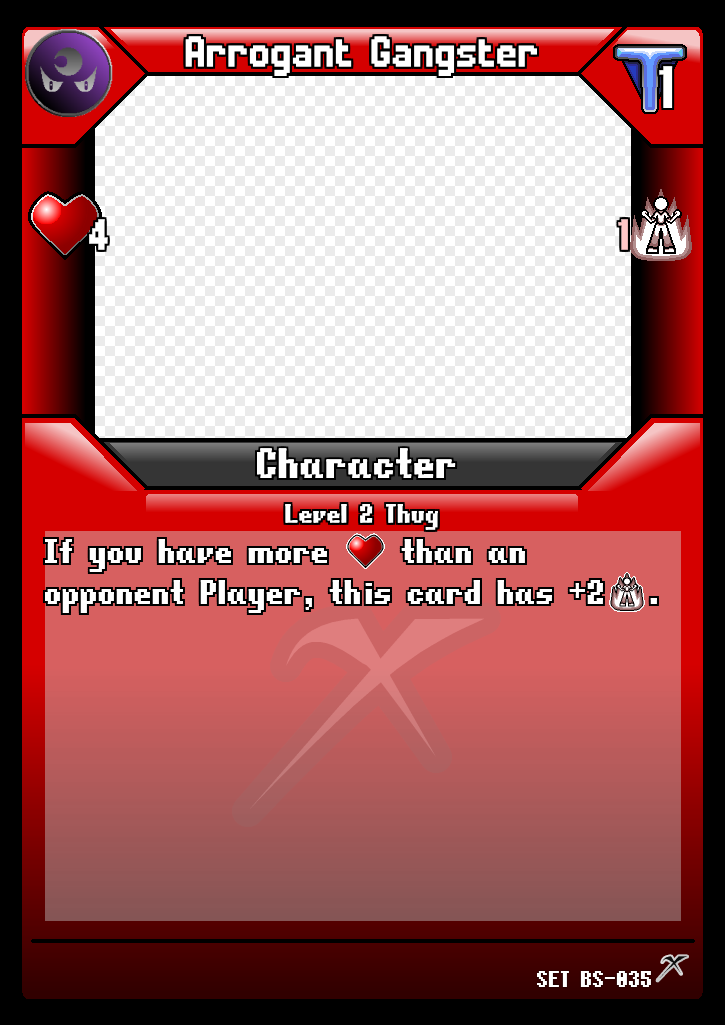 Arrogant Gangster
T1
4
1
Character
Level 2 Thug
If you have more than an
opponent Player, this card has +2.
SET BS-035